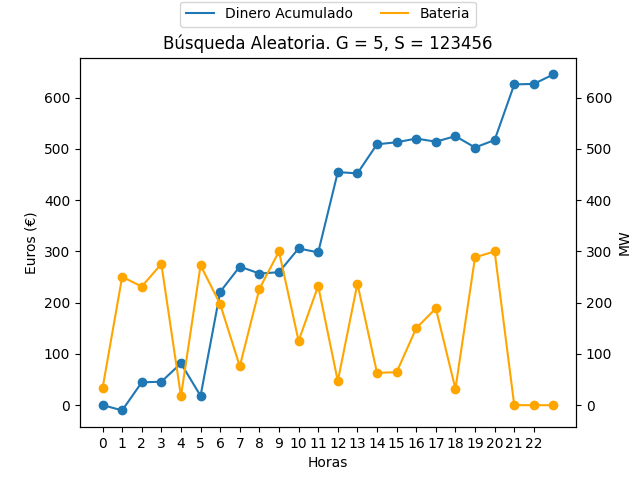 Dinero Acumulado Bateria
Búsqueda Aleatoria. G = 5, S = 123456
600 600
500 500
400 400
300 300
200 200
100 100
0 0
Euros (€)
MW
0 1 2 3 4 5 6 7 8 9 10 11 12 13 14 15 16 17 18 19 20 21 22
Horas